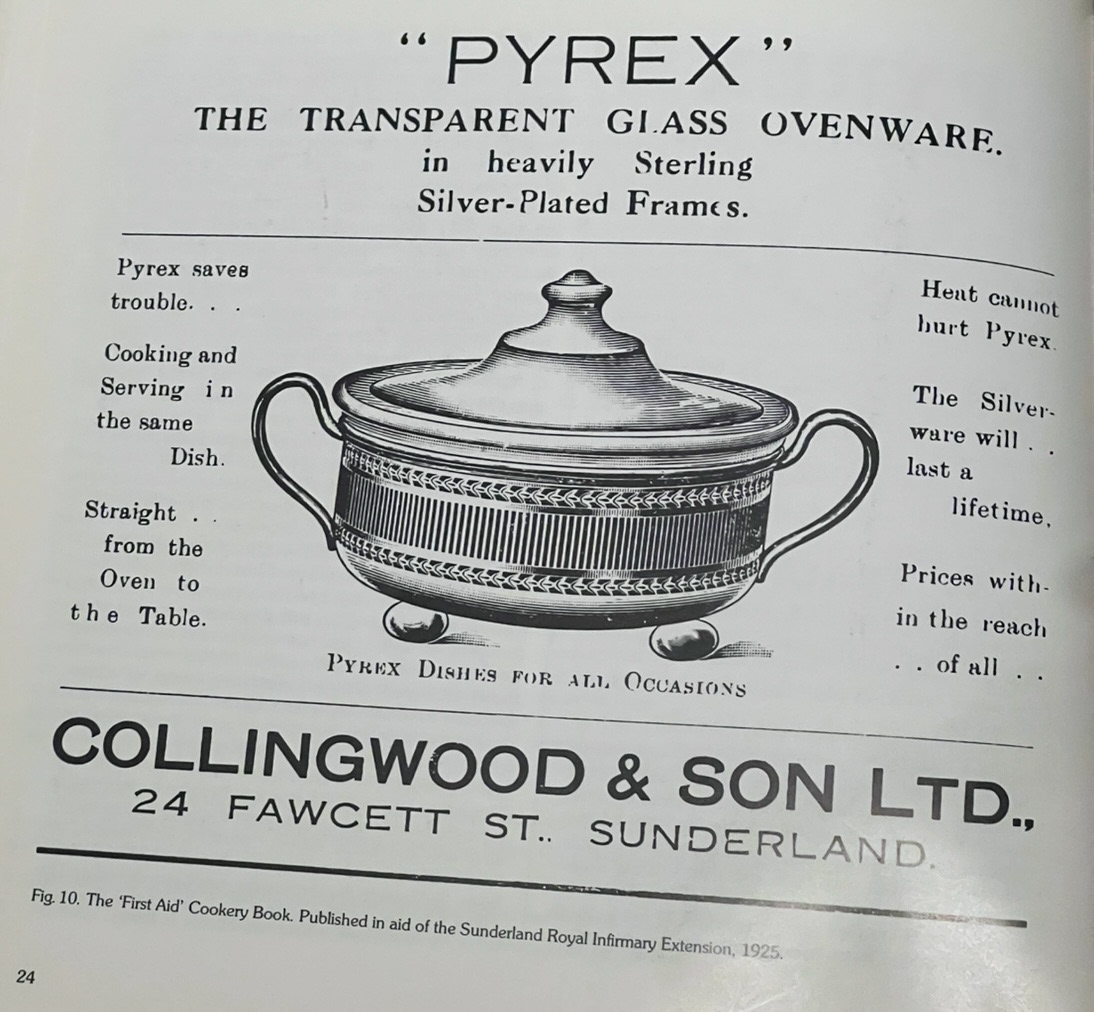 “PYREX”
THE TRANSPARENT GLASS OVENWARE.
in heavily Sterling
Silver-Plated Frames.
Pyrex saves
trouble. . .
Cooking and
Serving in
the same
Dish.
Straight . .
from the
Oven to
the Table.
Heat cannot
hurt Pyrex.
The Silver-
ware will . .
last a
lifetime,
Prices with-
in the reach
. . of all . .
PYREX DISHES FOR ALL OCCASIONS
COLLINGWOOD & SON LTD.,
24 FAWCETT ST.. SUNDERLAND.
Fig. 10. The ‘First Aid’ Cookery Book. Published in aid of the Sunderland Royal Infirmary Extension, 1925.
24